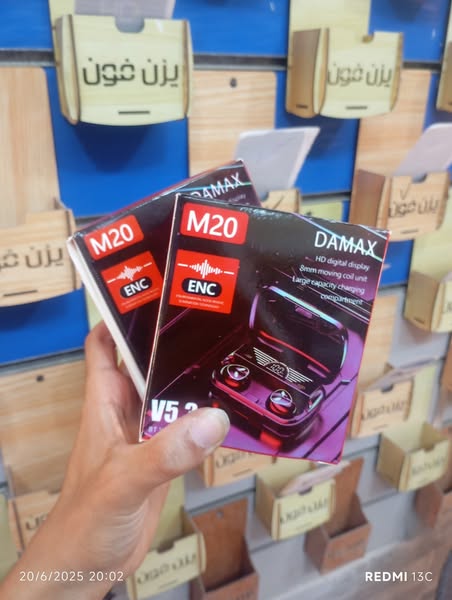 يزن فون
يزن فون
يزن فون
يزن فون
M20
DAMAX
ENC
M20
DAMAX
HD digital display
8mm moving coil unit
Large capacity charging
compartment
ENC
V5.3
20/6/2025 20:02
REDMI 13C